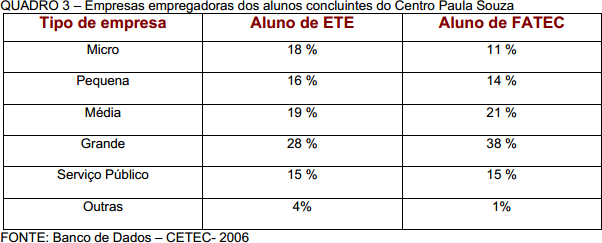 QUADRO 3 – Empresas empregadoras dos alunos concluintes do Centro Paula Souza
Tipo de empresa Aluno de ETE Aluno de FATEC
Micro 18 % 11 %
Pequena 16 % 14 %
Média 19 % 21 %
Grande 28 % 38 %
Serviço Público 15 % 15 %
Outras 4% 1%
FONTE: Banco de Dados – CETEC- 2006